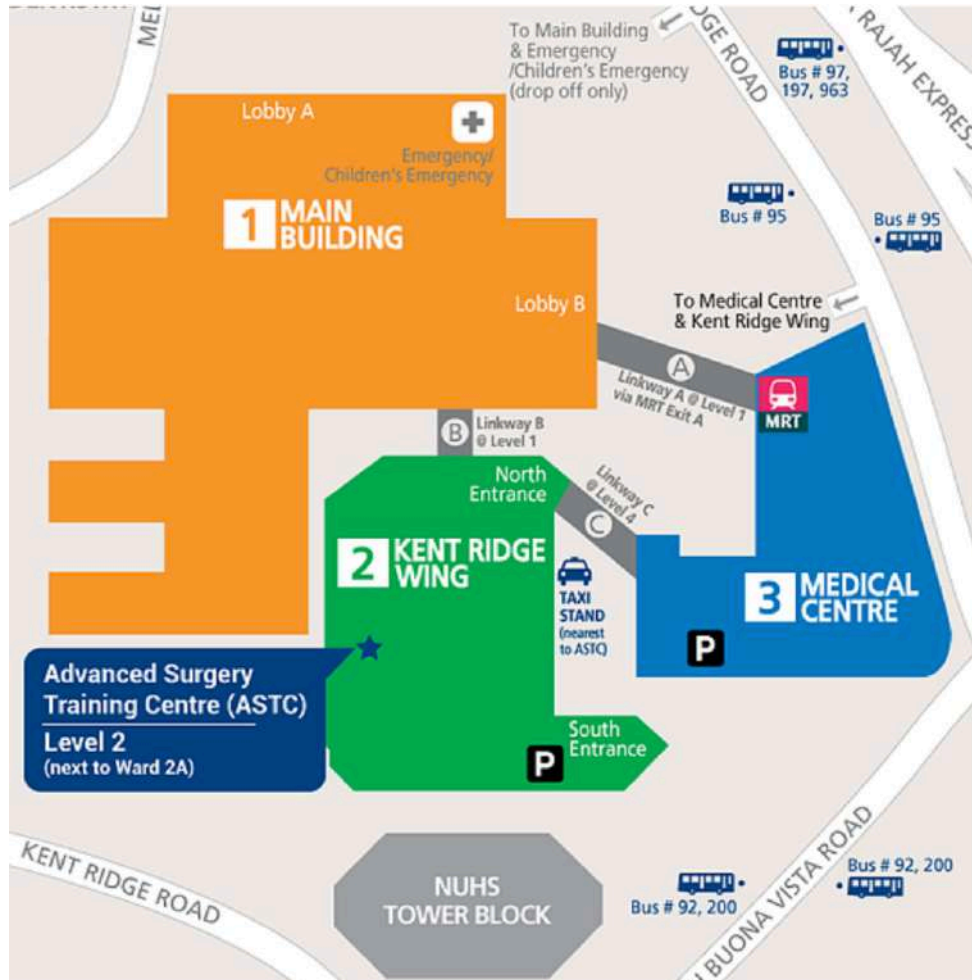 To Main Building
& Emergency
/Children's Emergency
(drop off only)
Bus # 97,
197, 963
RAJAH EXPRESS
DGE ROAD
Lobby A
Emergency/
Children's Emergency
1 MAIN
BUILDING
Bus # 95
Bus # 95
Lobby B
To Medical Centre
& Kent Ridge Wing
A
Linkway A @ Level 1
via MRT Exit A
MRT
B
Linkway B
@ Level 1
North
Entrance
Linkway C
@ Level 4
C
2 KENT RIDGE
WING
TAXI
STAND
(nearest
to ASTC)
3 MEDICAL
CENTRE
P
Advanced Surgery
Training Centre (ASTC)
Level 2
(next to Ward 2A)
South
Entrance
P
KENT RIDGE ROAD
NUHS
TOWER BLOCK
Bus # 92, 200
Bus # 92, 200
BUONA VISTA ROAD